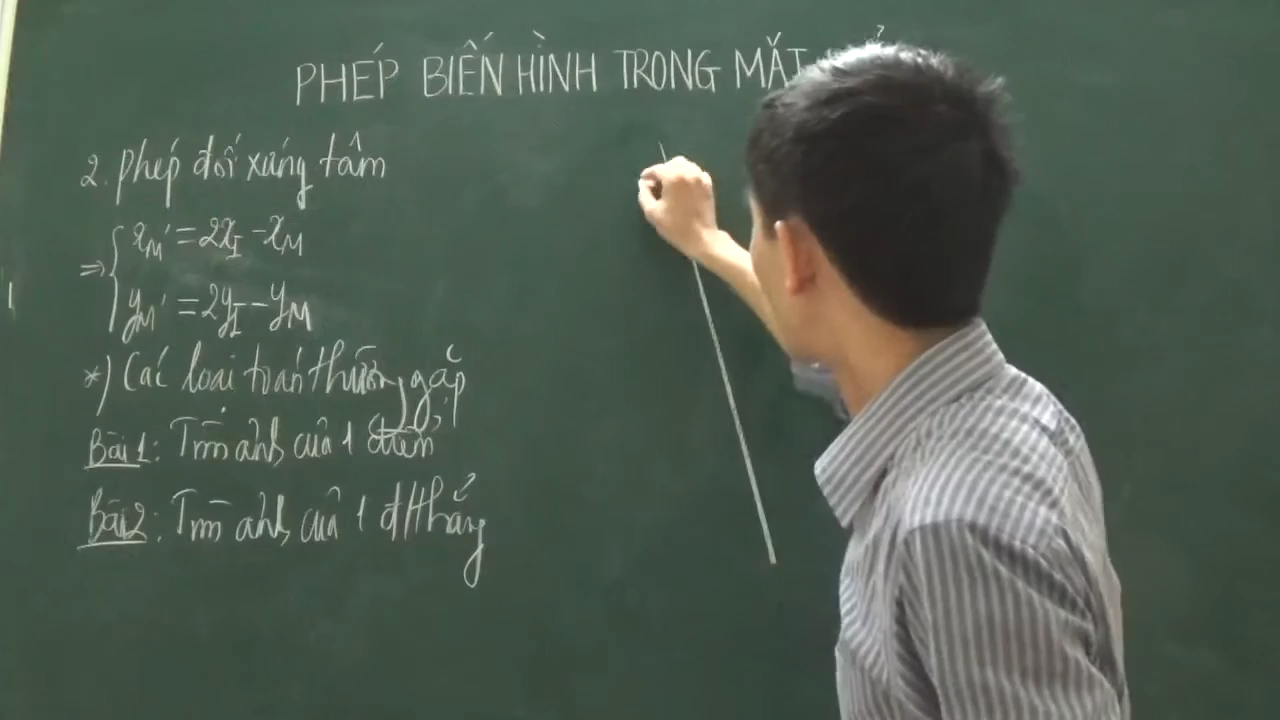 PHÉP BIẾN HÌNH TRONG MẶT
2. phép đối xứng tâm
⇒ { x_M' = 2x_I - x_M
y_M' = 2y_I - y_M
*) Các loại toán thường gặp
Bài 1: Tìm ảnh của 1 điểm
Bài 2: Tìm ảnh của 1 đt thẳng